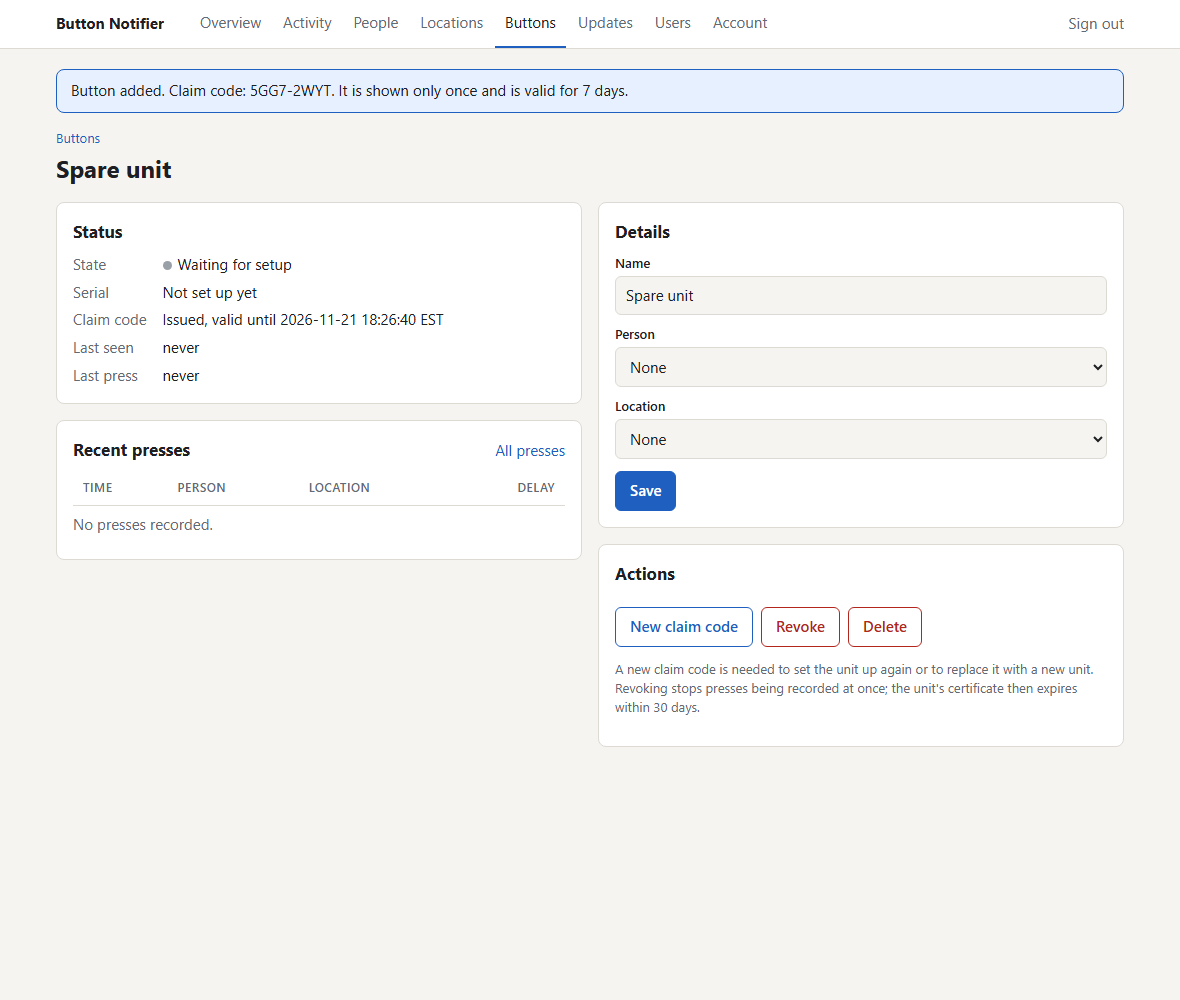 Button Notifier Overview Activity People Locations Buttons Updates Users Account Sign out
Button added. Claim code: 5GG7-2WYT. It is shown only once and is valid for 7 days.
Buttons
Spare unit
Status
State Waiting for setup
Serial Not set up yet
Claim code Issued, valid until 2026-11-21 18:26:40 EST
Last seen never
Last press never
Recent presses All presses
TIME PERSON LOCATION DELAY
No presses recorded.
Details
Name
Spare unit
Person
None
Location
None
Save
Actions
New claim code Revoke Delete
A new claim code is needed to set the unit up again or to replace it with a new unit.
Revoking stops presses being recorded at once; the unit's certificate then expires
within 30 days.